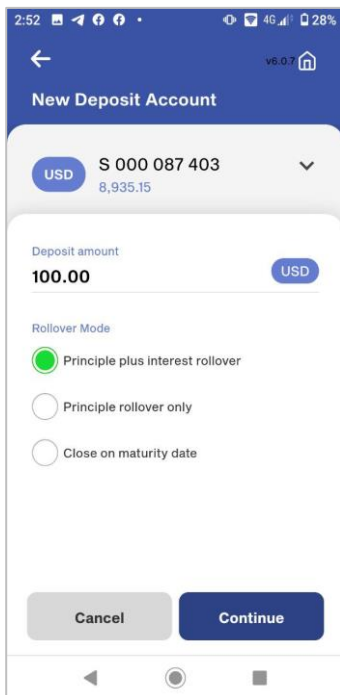 2:52 4G 28%
v6.0.7
New Deposit Account
USD S 000 087 403
8,935.15
Deposit amount
100.00 USD
Rollover Mode
Principle plus interest rollover
Principle rollover only
Close on maturity date
Cancel Continue